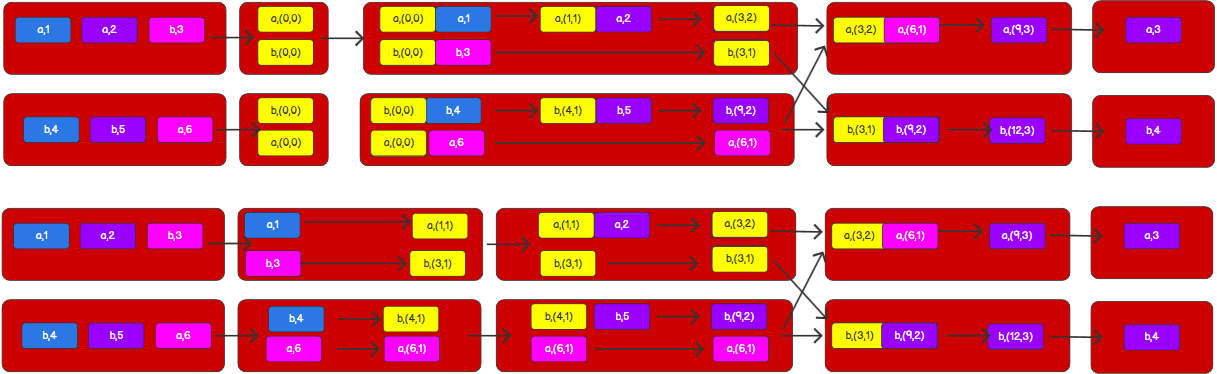 a,1 a,2 b,3 a,(0,0) a,(0,0) a,1 a,(1,1) a,2 a,(3,2) a,(3,2) a,(6,1) a,(9,3) a,3
b,(0,0) b,(0,0) b,3 b,(3,1)
b,4 b,5 a,6 b,(0,0) b,(0,0) b,4 b,(4,1) b,5 b,(9,2) b,(3,1) b,(9,2) b,(12,3) b,4
a,(0,0) a,(0,0) a,6 a,(6,1)
a,1 a,2 b,3 a,1 a,(1,1) a,(1,1) a,2 a,(3,2) a,(3,2) a,(6,1) a,(9,3) a,3
b,3 b,(3,1) b,(3,1) b,(3,1)
b,4 b,5 a,6 b,4 b,(4,1) b,(4,1) b,5 b,(9,2) b,(3,1) b,(9,2) b,(12,3) b,4
a,6 a,(6,1) a,(6,1) a,(6,1)